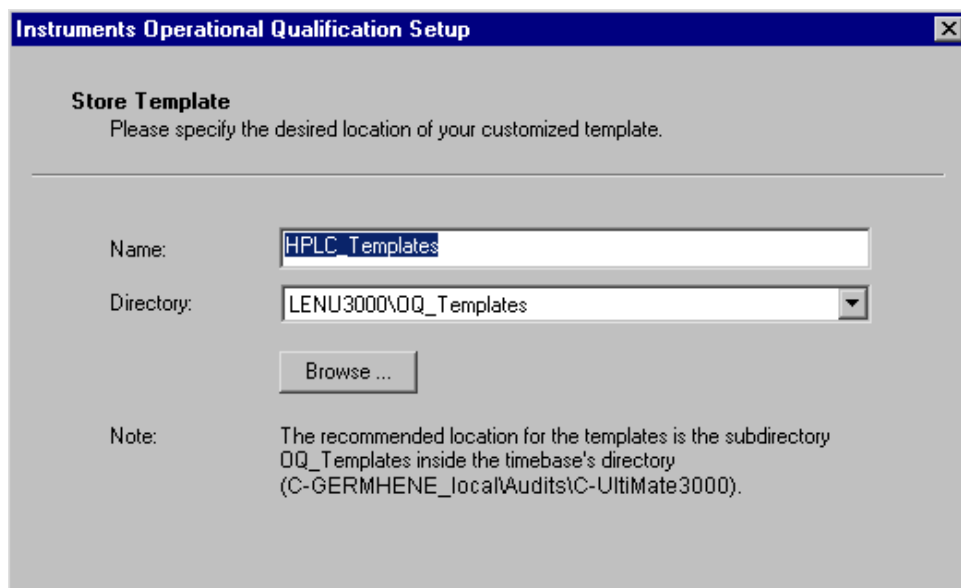 Instruments Operational Qualification Setup
Store Template
Please specify the desired location of your customized template.
Name: HPLC_Templates
Directory: LENU3000\OQ_Templates
Browse ...
Note: The recommended location for the templates is the subdirectory
OQ_Templates inside the timebase's directory
(C-GERMHENE_local\Audits\C-UltiMate3000).